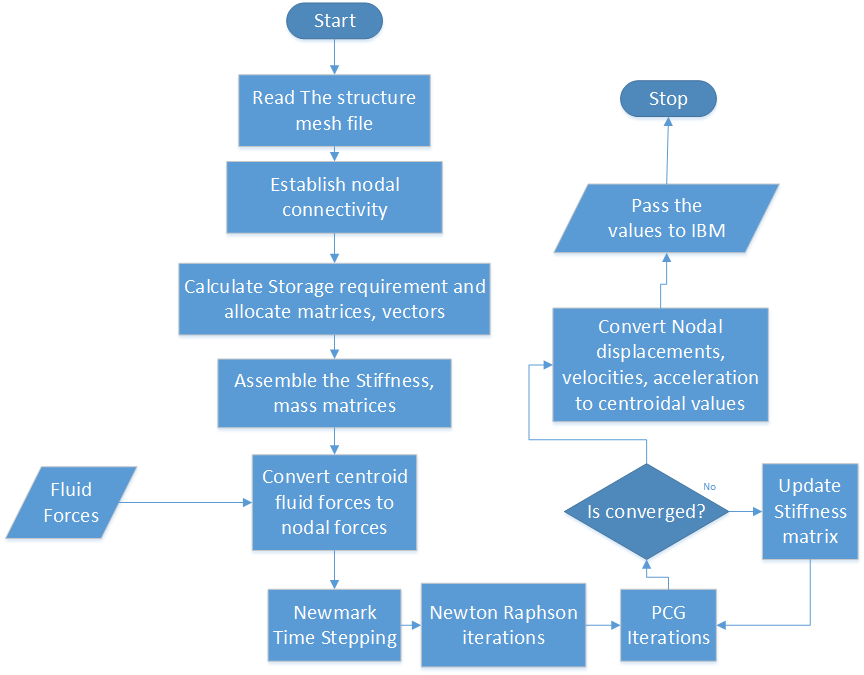 Start
Read The structure
mesh file
Establish nodal
connectivity
Calculate Storage requirement and
allocate matrices, vectors
Assemble the Stiffness,
mass matrices
Fluid
Forces
Convert centroid
fluid forces to
nodal forces
Newmark
Time Stepping
Newton Raphson
iterations
PCG
Iterations
Is converged?
No
Update
Stiffness
matrix
Convert Nodal
displacements,
velocities, acceleration
to centroidal values
Pass the
values to IBM
Stop